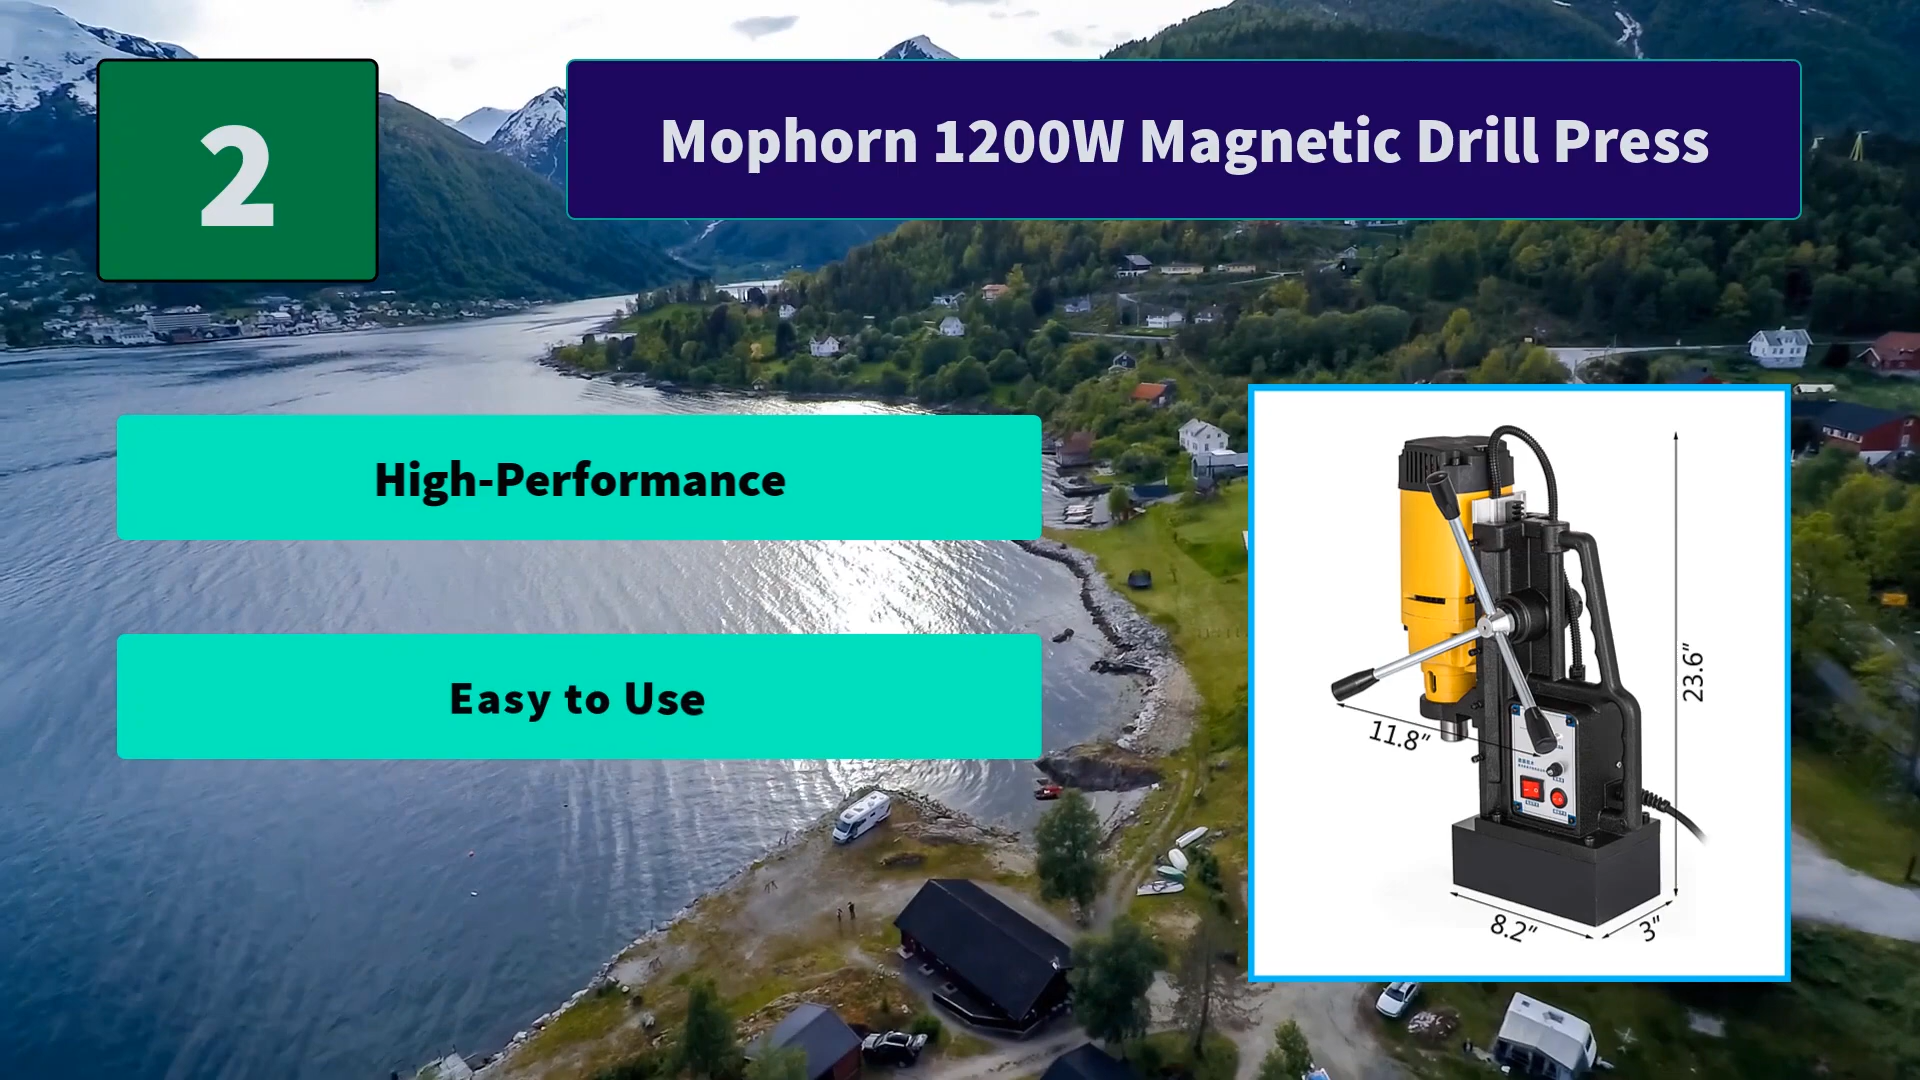 2
Mophorn 1200W Magnetic Drill Press
High-Performance
Easy to Use
23.6"
11.8"
8.2"
3"